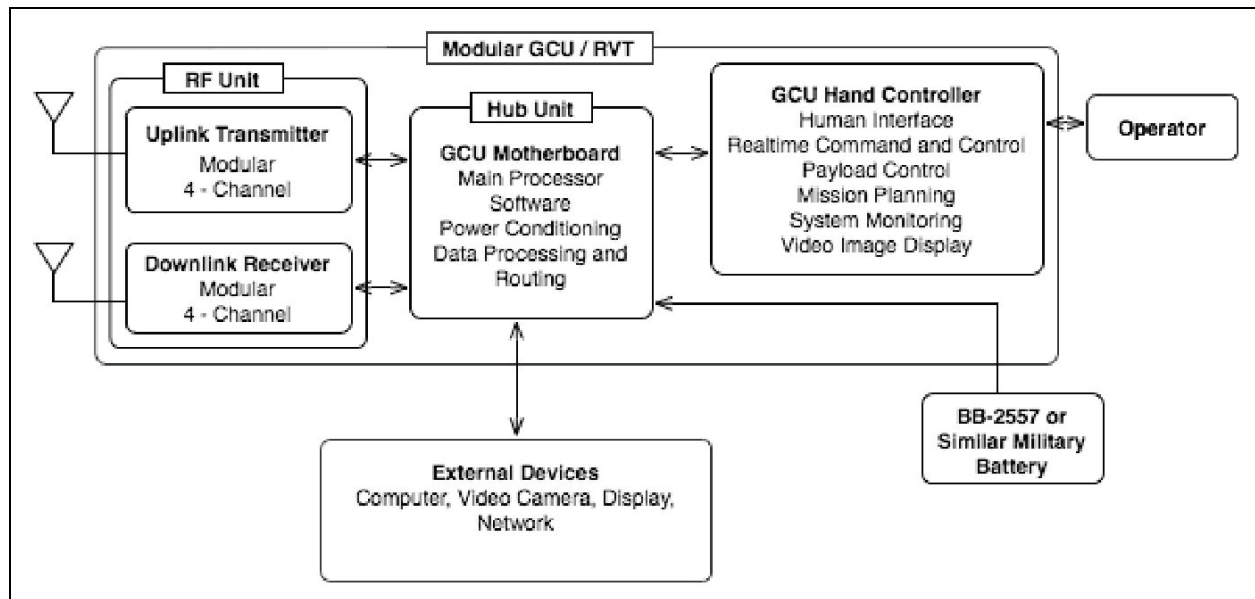 Modular GCU / RVT
RF Unit
Uplink Transmitter
Modular
4 - Channel
Downlink Receiver
Modular
4 - Channel
Hub Unit
GCU Motherboard
Main Processor
Software
Power Conditioning
Data Processing and
Routing
GCU Hand Controller
Human Interface
Realtime Command and Control
Payload Control
Mission Planning
System Monitoring
Video Image Display
Operator
BB-2557 or
Similar Military
Battery
External Devices
Computer, Video Camera, Display,
Network